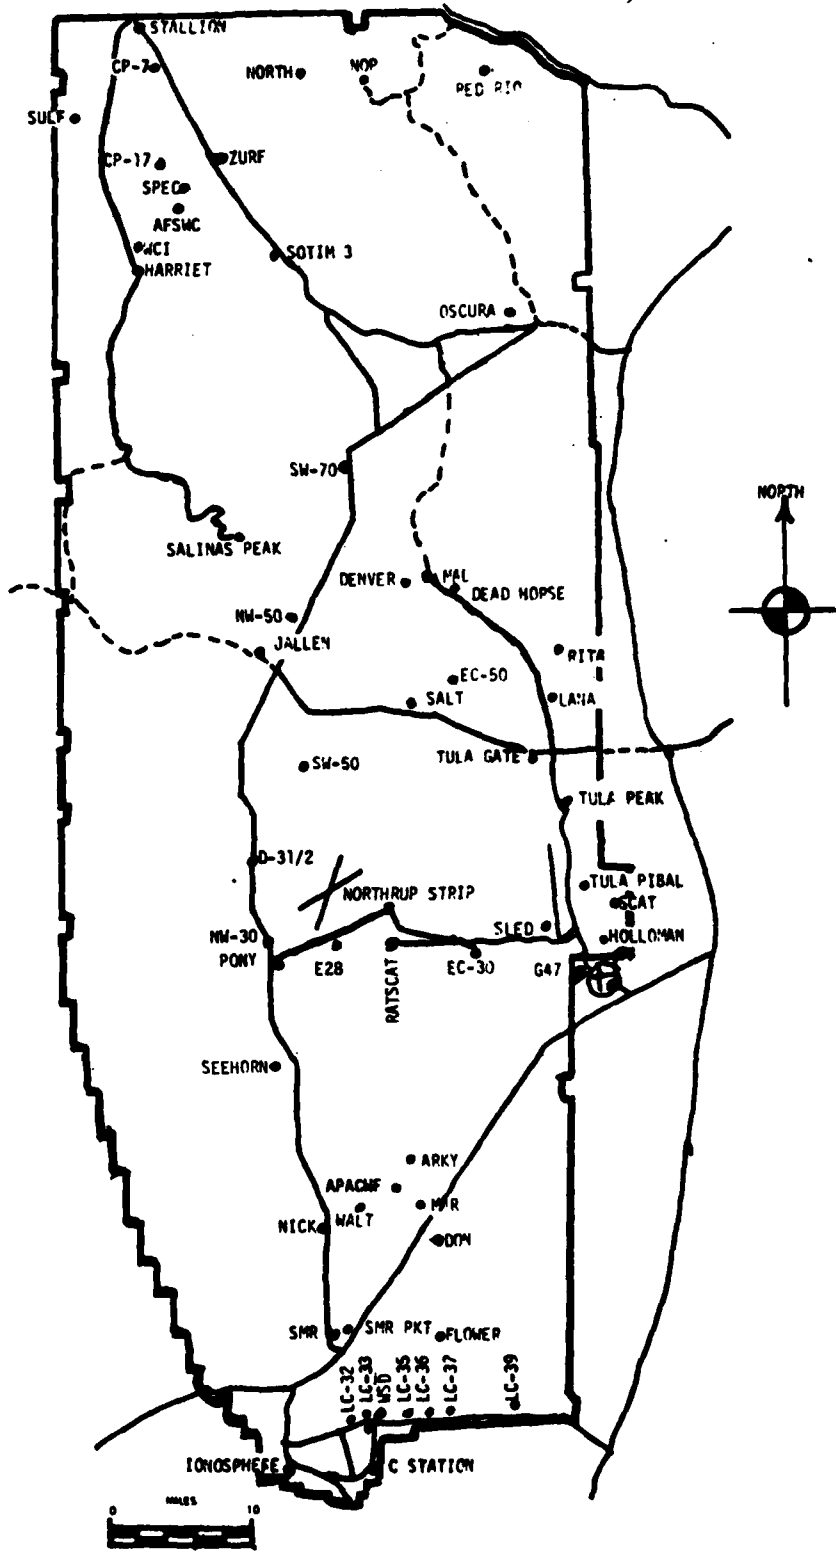 STALLION
CP-7
NORTH
NOP
RED RIO
SULF
CP-17
ZURF
SPEC
AFSWC
WCI
HARRIET
SOTIM 3
OSCURA
SW-70
NORTH
SALINAS PEAK
DENVER
MAL
DEAD HORSE
NW-50
JALLEN
RITA
EC-50
SALT
LANA
TULA GATE
SW-50
TULA PEAK
D-31/2
TULA PIBAL
NORTHRUP STRIP
SCAT
SLED
NW-30
HOLLOMAN
PONY
E28
RATSCAT
EC-30
G47
SEEHORN
ARKY
APACHE
MTR
WALT
NICK
DON
SMR
SMR PKT
FLOWER
LC-32
LC-33
WSD
LC-35
LC-36
LC-37
LC-39
IONOSPHERE
C STATION
MILES
0 10